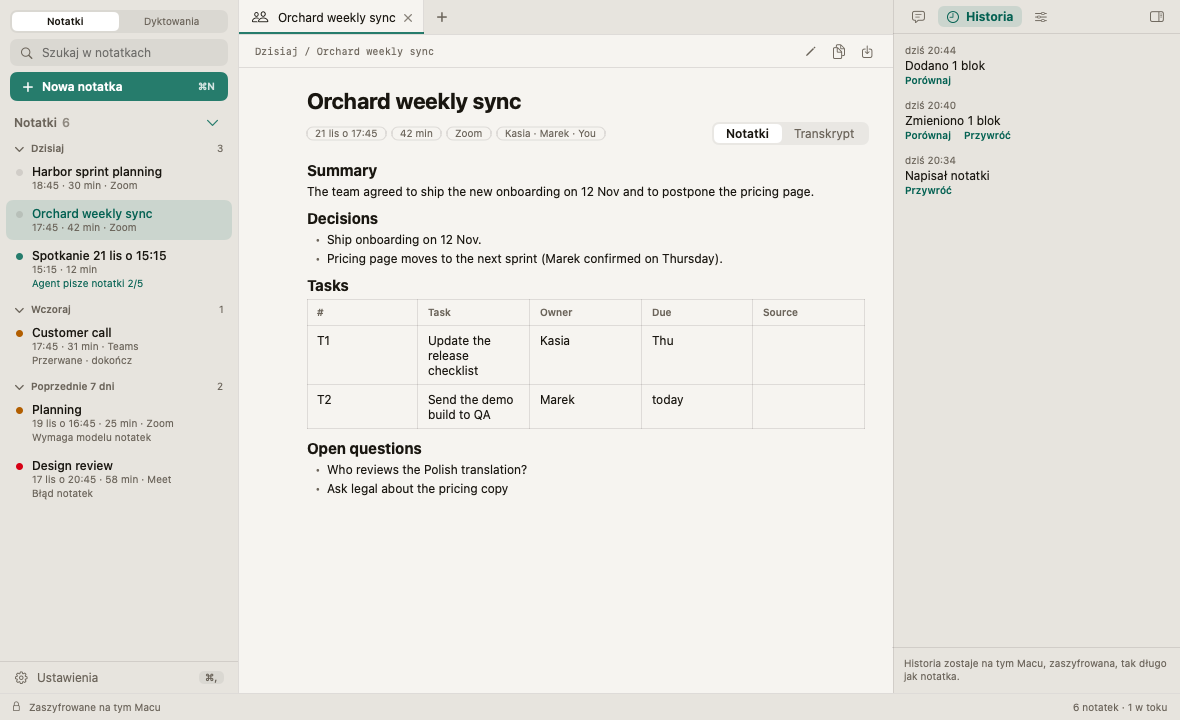 Notatki
Dyktowania
Szukaj w notatkach
Nowa notatka ⌘N
Notatki 6
Dzisiaj 3
Harbor sprint planning
18:45 · 30 min · Zoom
Orchard weekly sync
17:45 · 42 min · Zoom
Spotkanie 21 lis o 15:15
15:15 · 12 min
Agent pisze notatki 2/5
Wczoraj 1
Customer call
17:45 · 31 min · Teams
Przerwane · dokończ
Poprzednie 7 dni 2
Planning
19 lis o 16:45 · 25 min · Zoom
Wymaga modelu notatek
Design review
17 lis o 20:45 · 58 min · Meet
Błąd notatek
Ustawienia ⌘,
Zaszyfrowane na tym Macu
Orchard weekly sync
Dzisiaj / Orchard weekly sync
Orchard weekly sync
21 lis o 17:45
42 min
Zoom
Kasia · Marek · You
Notatki
Transkrypt
Summary
The team agreed to ship the new onboarding on 12 Nov and to postpone the pricing page.
Decisions
• Ship onboarding on 12 Nov.
• Pricing page moves to the next sprint (Marek confirmed on Thursday).
Tasks
# Task Owner Due Source
T1 Update the release checklist Kasia Thu
T2 Send the demo build to QA Marek today
Open questions
• Who reviews the Polish translation?
• Ask legal about the pricing copy
Historia
dziś 20:44
Dodano 1 blok
Porównaj
dziś 20:40
Zmieniono 1 blok
Porównaj Przywróć
dziś 20:34
Napisał notatki
Przywróć
Historia zostaje na tym Macu, zaszyfrowana, tak długo
jak notatka.
6 notatek · 1 w toku